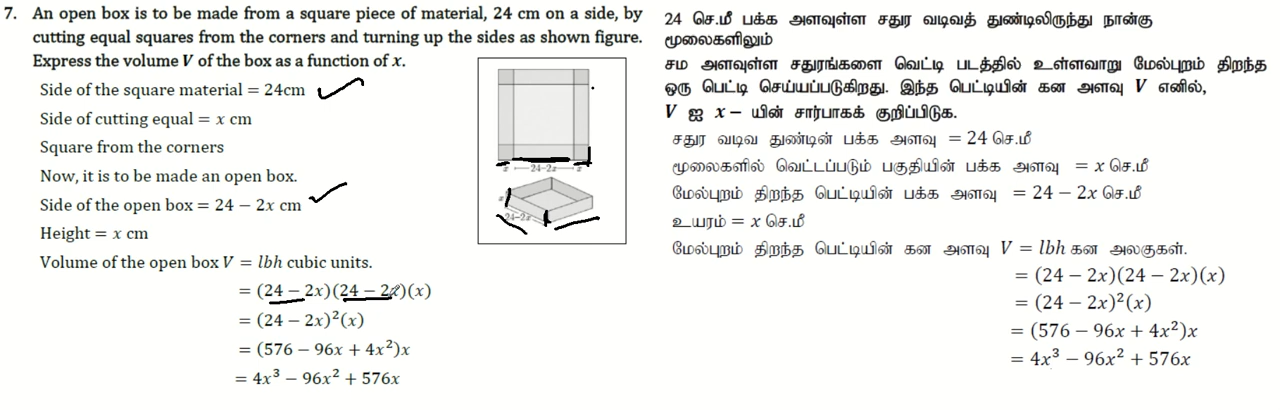 7. An open box is to be made from a square piece of material, 24 cm on a side, by
cutting equal squares from the corners and turning up the sides as shown figure.
Express the volume V of the box as a function of x.
Side of the square material = 24cm
Side of cutting equal = x cm
Square from the corners
Now, it is to be made an open box.
Side of the open box = 24 − 2x cm
Height = x cm
Volume of the open box V = lbh cubic units.
= (24 − 2x)(24 − 2x)(x)
= (24 − 2x)²(x)
= (576 − 96x + 4x²)x
= 4x³ − 96x² + 576x
x 24−2x x
x
24−2x
24 செ.மீ பக்க அளவுள்ள சதுர வடிவத் துண்டிலிருந்து நான்கு
மூலைகளிலும்
சம அளவுள்ள சதுரங்களை வெட்டி படத்தில் உள்ளவாறு மேல்புறம் திறந்த
ஒரு பெட்டி செய்யப்படுகிறது. இந்த பெட்டியின் கன அளவு V எனில்,
V ஐ x − யின் சார்பாகக் குறிப்பிடுக.
சதுர வடிவ துண்டின் பக்க அளவு = 24 செ.மீ
மூலைகளில் வெட்டப்படும் பகுதியின் பக்க அளவு = x செ.மீ
மேல்புறம் திறந்த பெட்டியின் பக்க அளவு = 24 − 2x செ.மீ
உயரம் = x செ.மீ
மேல்புறம் திறந்த பெட்டியின் கன அளவு V = lbh கன அலகுகள்.
= (24 − 2x)(24 − 2x)(x)
= (24 − 2x)²(x)
= (576 − 96x + 4x²)x
= 4x³ − 96x² + 576x